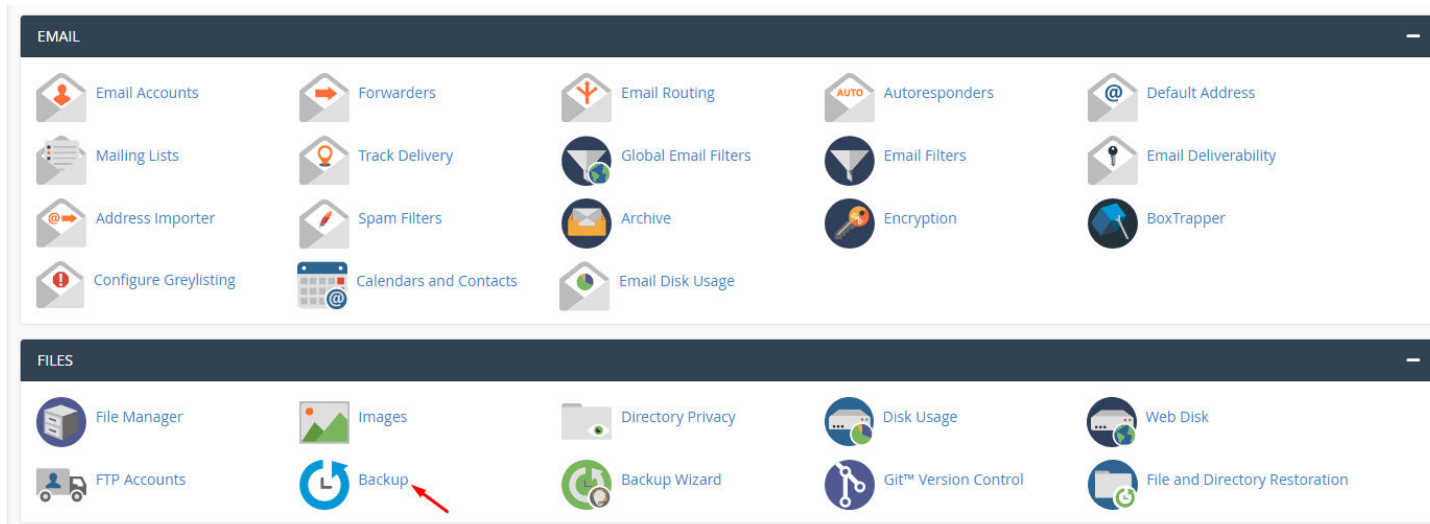 EMAIL
Email Accounts
Forwarders
Email Routing
AUTO
Autoresponders
@
Default Address
Mailing Lists
Track Delivery
Global Email Filters
Email Filters
Email Deliverability
@
Address Importer
Spam Filters
Archive
Encryption
BoxTrapper
Configure Greylisting
@
Calendars and Contacts
Email Disk Usage
FILES
File Manager
Images
Directory Privacy
Disk Usage
Web Disk
FTP Accounts
Backup
Backup Wizard
Git™ Version Control
File and Directory Restoration